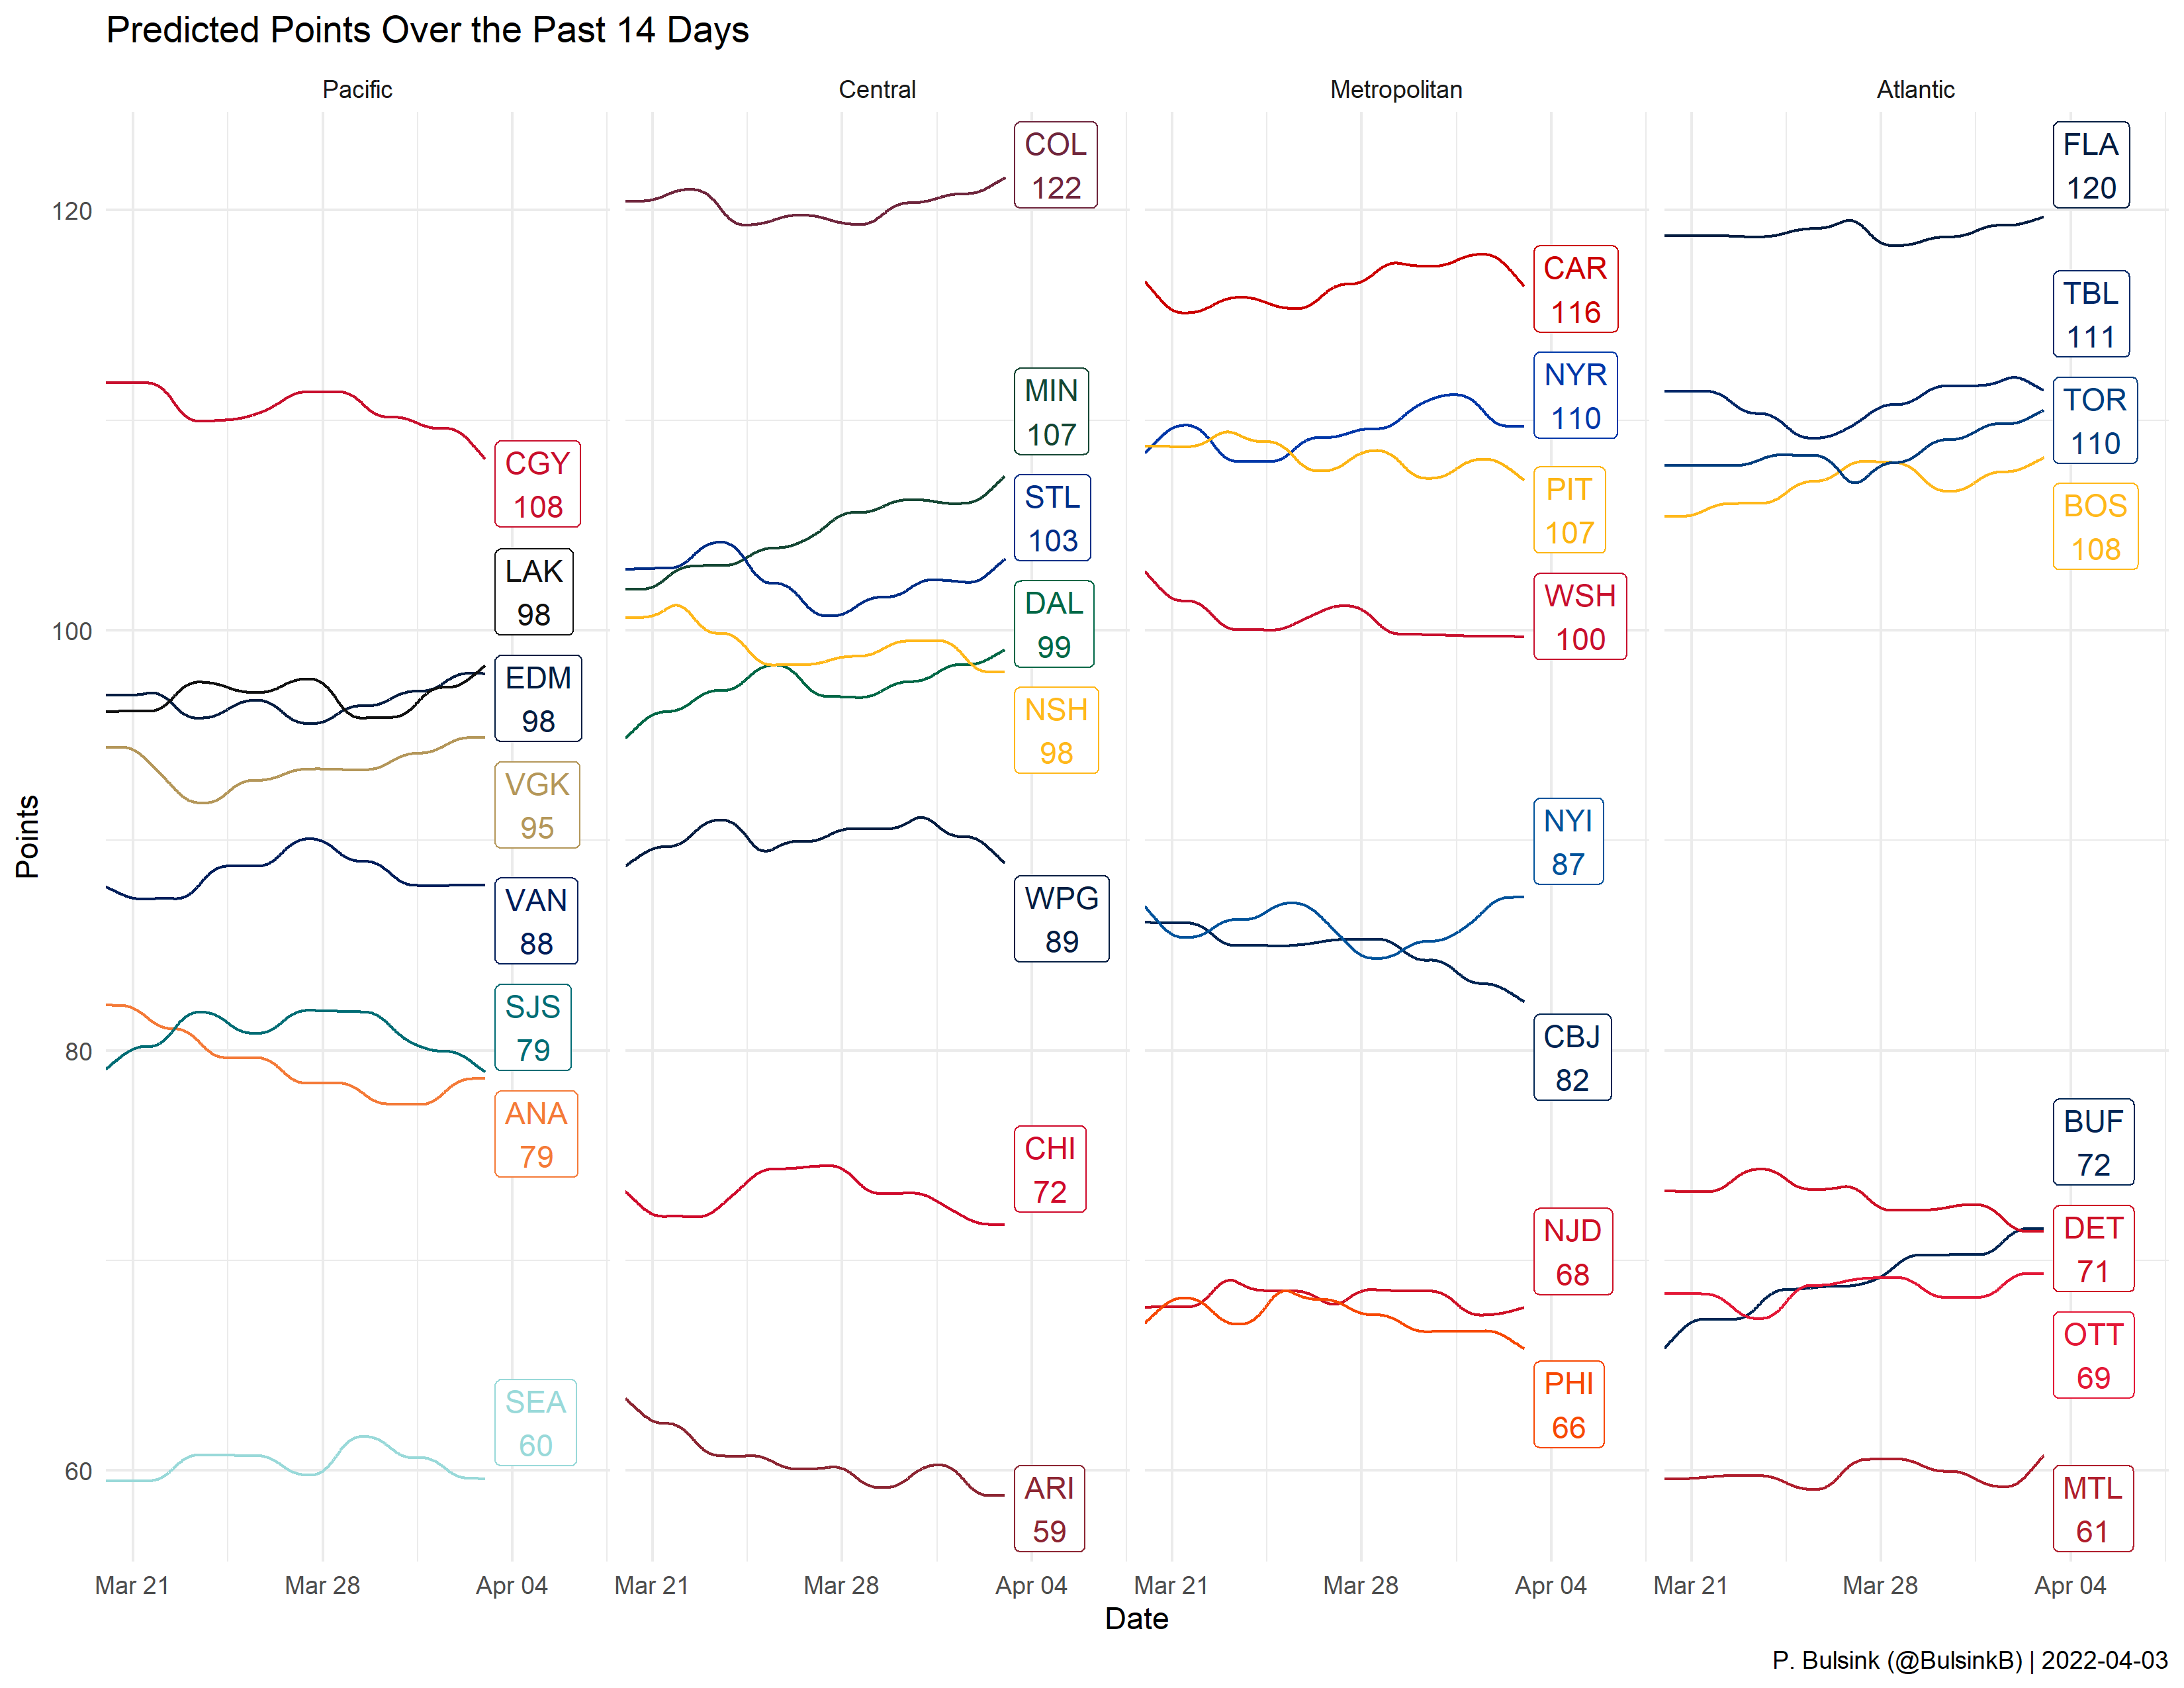 Predicted Points Over the Past 14 Days
Pacific
Central
Metropolitan
Atlantic
Points
120
100
80
60
CGY
108
LAK
98
EDM
98
VGK
95
VAN
88
SJS
79
ANA
79
SEA
60
COL
122
MIN
107
STL
103
DAL
99
NSH
98
WPG
89
CHI
72
ARI
59
CAR
116
NYR
110
PIT
107
WSH
100
NYI
87
CBJ
82
NJD
68
PHI
66
FLA
120
TBL
111
TOR
110
BOS
108
BUF
72
DET
71
OTT
69
MTL
61
Mar 21 Mar 28 Apr 04 Mar 21 Mar 28 Apr 04 Mar 21 Mar 28 Apr 04 Mar 21 Mar 28 Apr 04
Date
P. Bulsink (@BulsinkB) | 2022-04-03